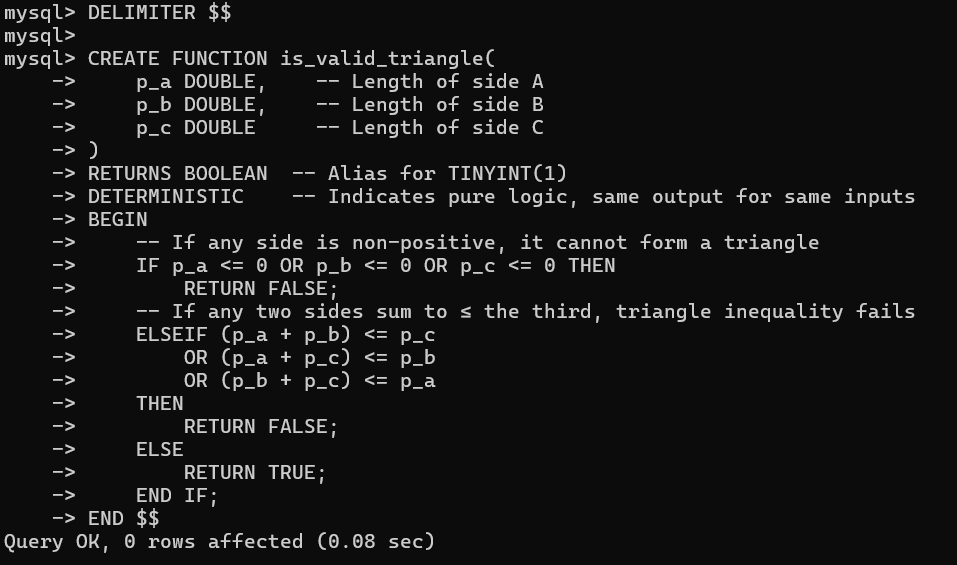 mysql> DELIMITER $$
mysql>
mysql> CREATE FUNCTION is_valid_triangle(
    ->     p_a DOUBLE,    -- Length of side A
    ->     p_b DOUBLE,    -- Length of side B
    ->     p_c DOUBLE     -- Length of side C
    -> )
    -> RETURNS BOOLEAN  -- Alias for TINYINT(1)
    -> DETERMINISTIC    -- Indicates pure logic, same output for same inputs
    -> BEGIN
    ->     -- If any side is non-positive, it cannot form a triangle
    ->     IF p_a <= 0 OR p_b <= 0 OR p_c <= 0 THEN
    ->         RETURN FALSE;
    ->     -- If any two sides sum to ≤ the third, triangle inequality fails
    ->     ELSEIF (p_a + p_b) <= p_c
    ->         OR (p_a + p_c) <= p_b
    ->         OR (p_b + p_c) <= p_a
    ->     THEN
    ->         RETURN FALSE;
    ->     ELSE
    ->         RETURN TRUE;
    ->     END IF;
    -> END $$
Query OK, 0 rows affected (0.08 sec)